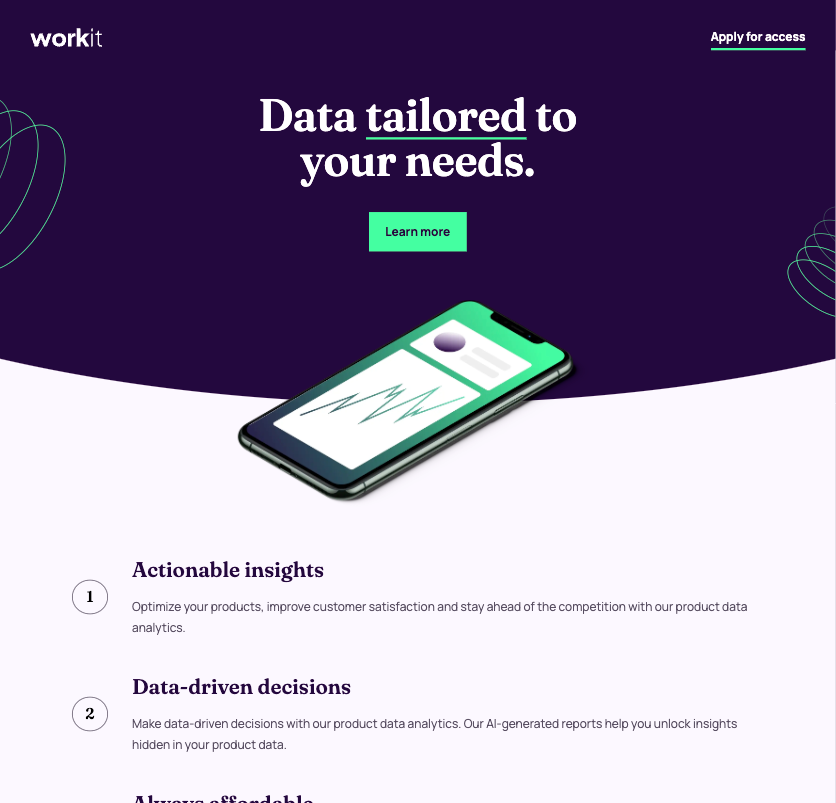 workit
Apply for access
Data tailored to
your needs.
Learn more
1
Actionable insights
Optimize your products, improve customer satisfaction and stay ahead of the competition with our product data
analytics.
2
Data-driven decisions
Make data-driven decisions with our product data analytics. Our AI-generated reports help you unlock insights
hidden in your product data.
Always affordable